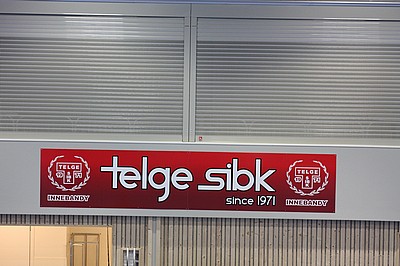 TELGE
INNEBANDY
telge sibk
since 1971
TELGE
INNEBANDY